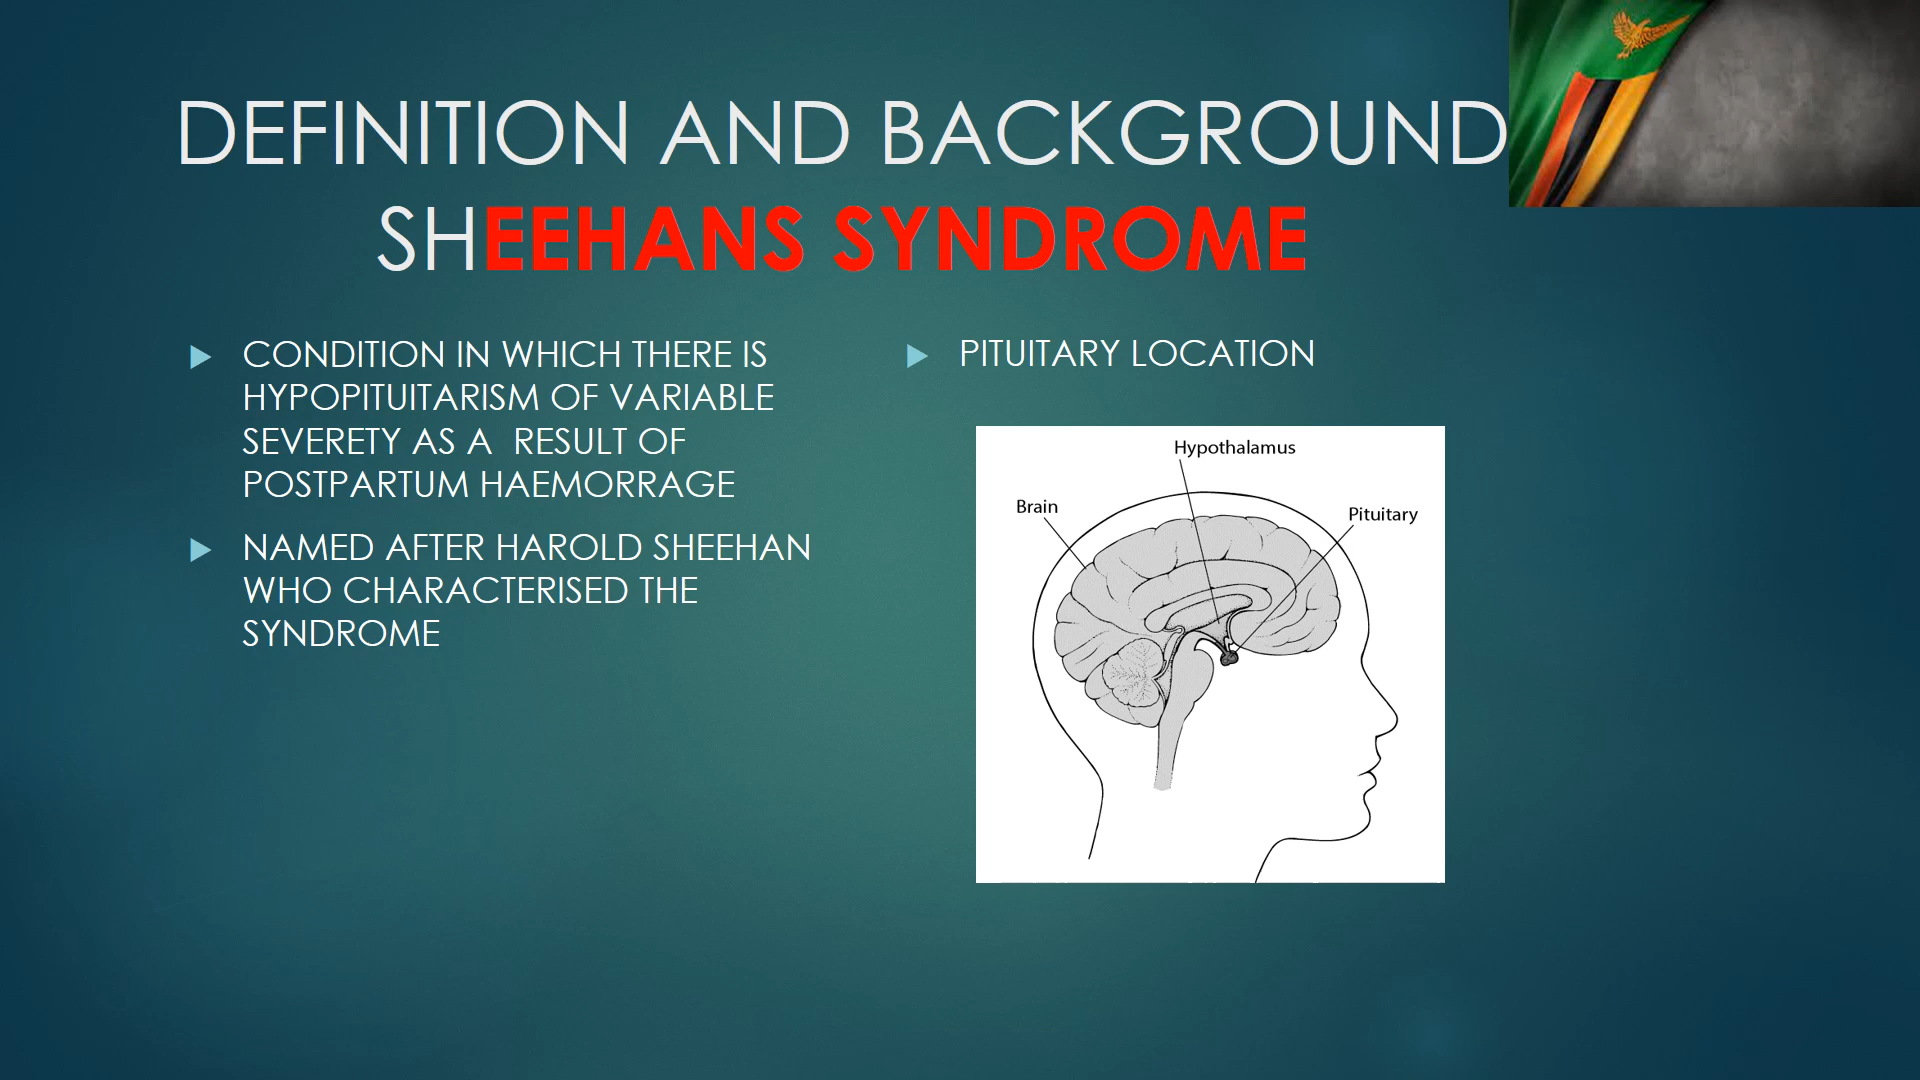 DEFINITION AND BACKGROUND
SHEEHANS SYNDROME
CONDITION IN WHICH THERE IS
HYPOPITUITARISM OF VARIABLE
SEVERETY AS A  RESULT OF
POSTPARTUM HAEMORRAGE
NAMED AFTER HAROLD SHEEHAN
WHO CHARACTERISED THE
SYNDROME
PITUITARY LOCATION
Hypothalamus
Brain
Pituitary